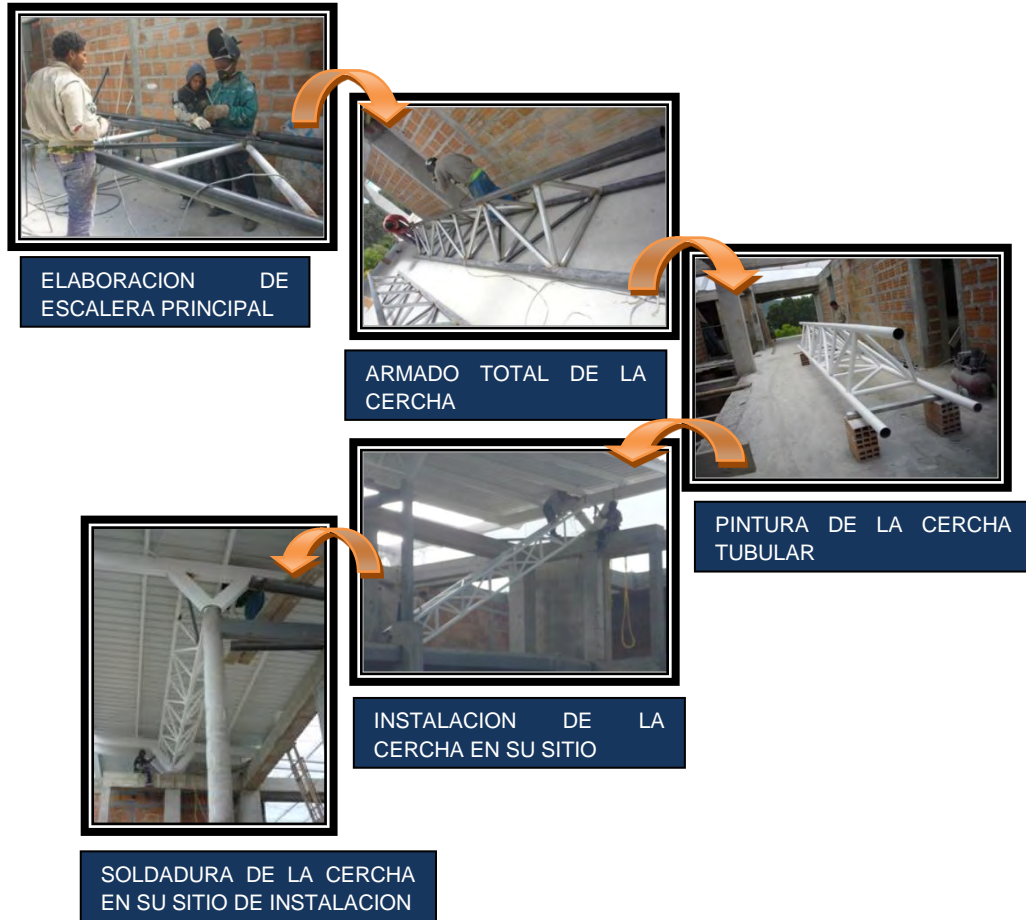 ELABORACION DE
ESCALERA PRINCIPAL
ARMADO TOTAL DE LA
CERCHA
PINTURA DE LA CERCHA
TUBULAR
INSTALACION DE LA
CERCHA EN SU SITIO
SOLDADURA DE LA CERCHA
EN SU SITIO DE INSTALACION